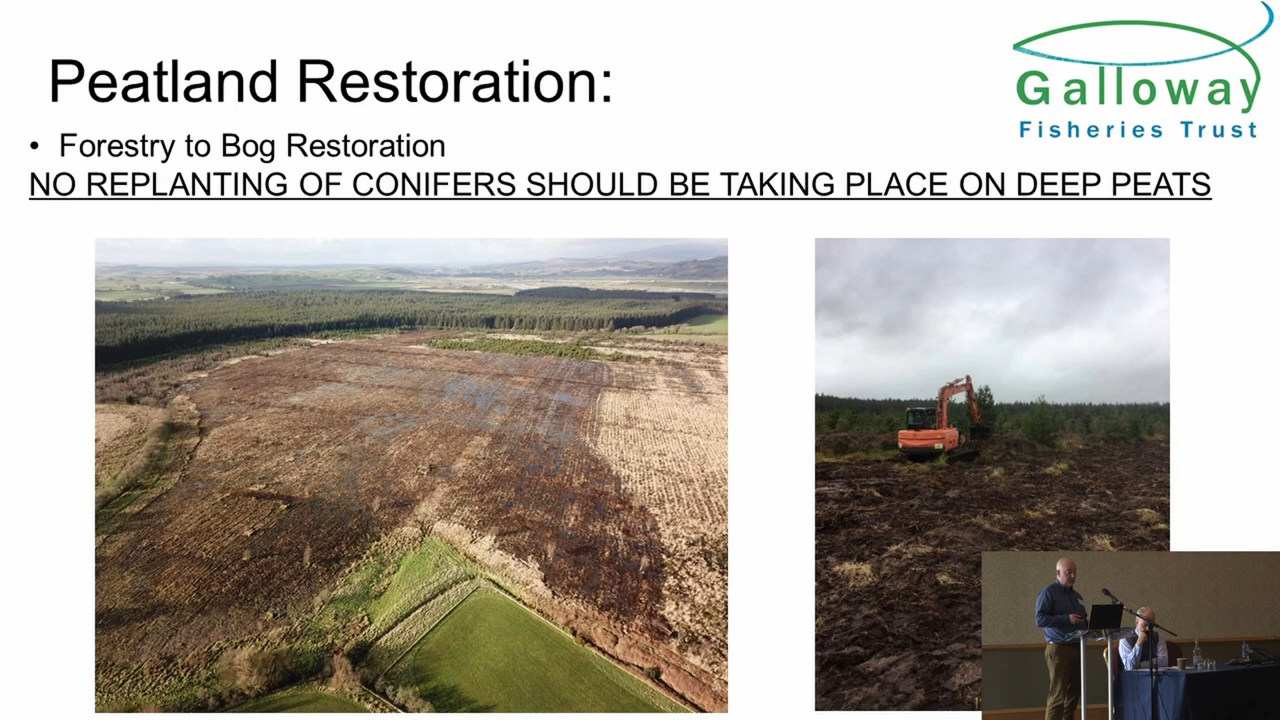 Peatland Restoration:
Galloway
Fisheries Trust
• Forestry to Bog Restoration
NO REPLANTING OF CONIFERS SHOULD BE TAKING PLACE ON DEEP PEATS